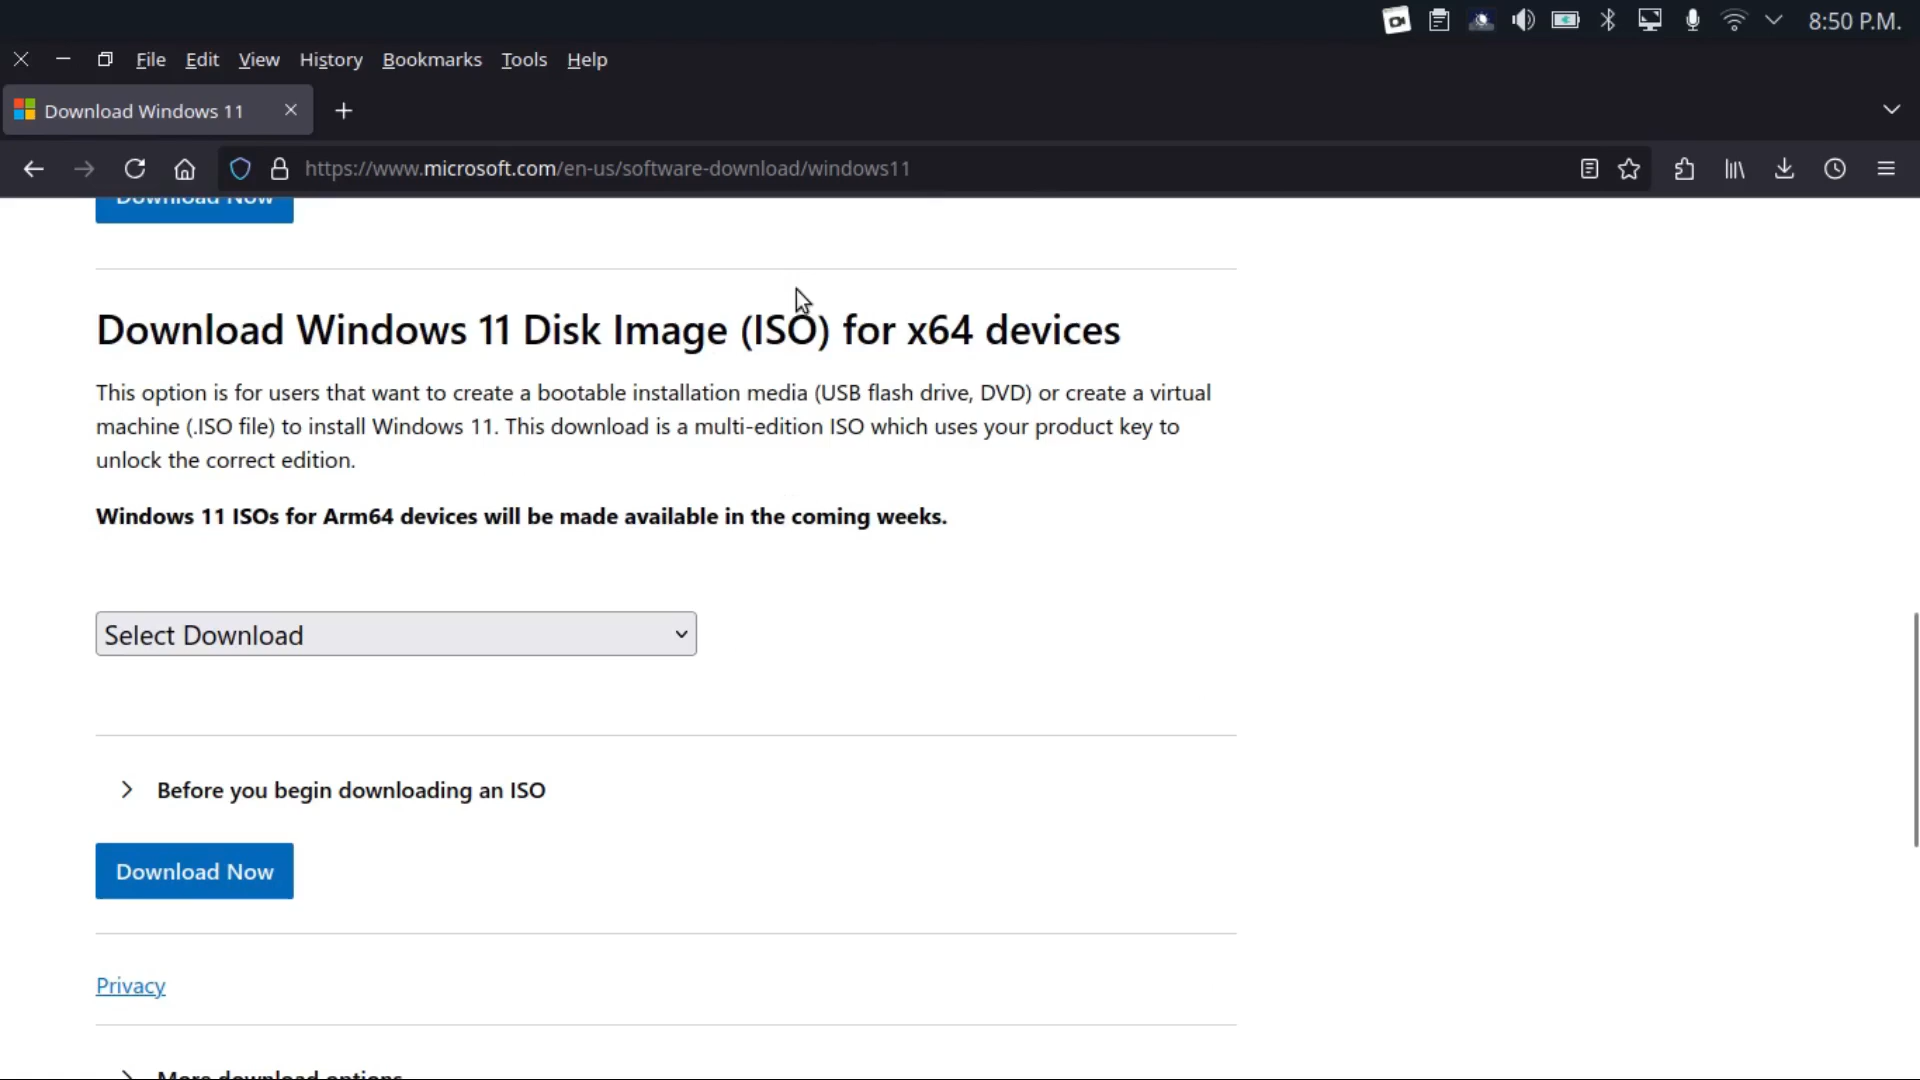 8:50 P.M.
File Edit View History Bookmarks Tools Help
Download Windows 11
https://www.microsoft.com/en-us/software-download/windows11
Download Now
Download Windows 11 Disk Image (ISO) for x64 devices
This option is for users that want to create a bootable installation media (USB flash drive, DVD) or create a virtual
machine (.ISO file) to install Windows 11. This download is a multi-edition ISO which uses your product key to
unlock the correct edition.
Windows 11 ISOs for Arm64 devices will be made available in the coming weeks.
Select Download
Before you begin downloading an ISO
Download Now
Privacy
More download options